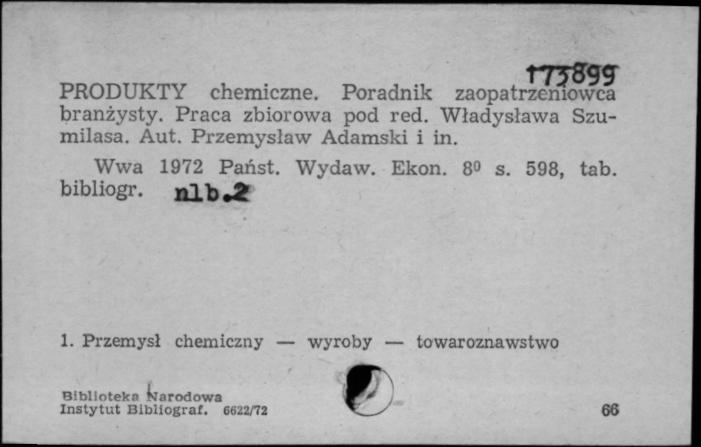 173899
PRODUKTY chemiczne. Poradnik zaopatrzeniowca
branżysty. Praca zbiorowa pod red. Władysława Szu-
milasa. Aut. Przemysław Adamski i in.
Wwa 1972 Państ. Wydaw. Ekon. 8⁰ s. 598, tab.
bibliogr. nlb.2
1. Przemysł chemiczny — wyroby — towaroznawstwo
Biblioteka Narodowa
Instytut Bibliograf. 6622/72
66